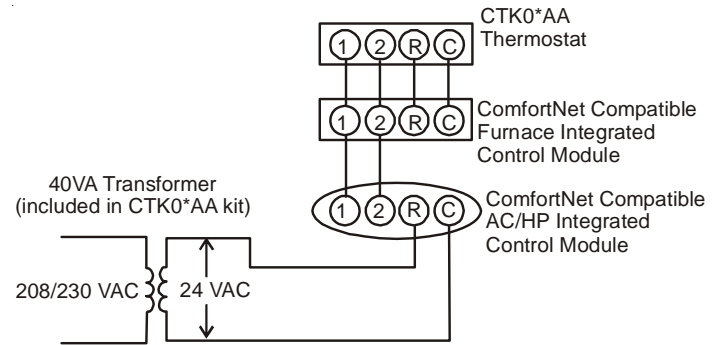 CTK0*AA
Thermostat
1 2 R C
1 2 R C
ComfortNet Compatible
Furnace Integrated
Control Module
40VA Transformer
(included in CTK0*AA kit)
1 2 R C
ComfortNet Compatible
AC/HP Integrated
Control Module
208/230 VAC
24 VAC